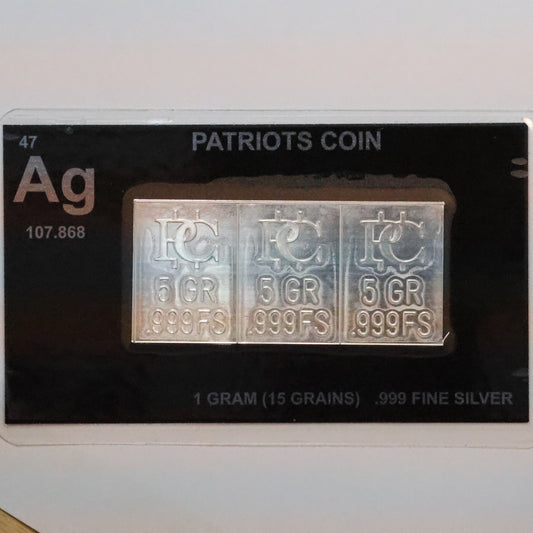 47
PATRIOTS COIN
Ag
107.868
PC PC PC
5 GR 5 GR 5 GR
.999FS .999FS .999FS
1 GRAM (15 GRAINS) .999 FINE SILVER